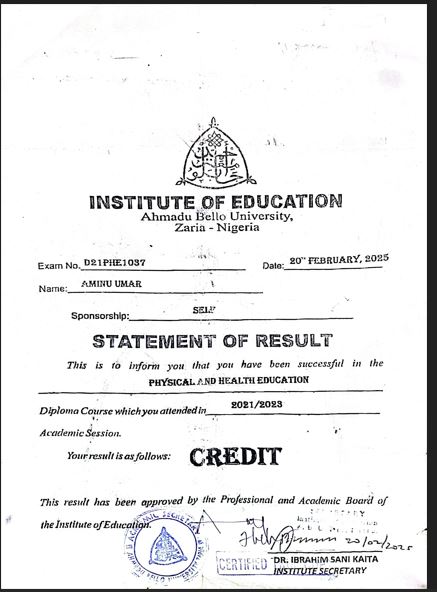 INSTITUTE OF EDUCATION
Ahmadu Bello University,
Zaria - Nigeria
Exam No. D21PHE1037 Date: 20TH FEBRUARY, 2025
Name: AMINU UMAR
Sponsorship: SELF
STATEMENT OF RESULT
This is to inform you that you have been successful in the
PHYSICAL AND HEALTH EDUCATION
Diploma Course which you attended in 2021/2023
Academic Session.
Your result is as follows: CREDIT
This result has been approved by the Professional and Academic Board of
the Institute of Education.
20/02/2025
CERTIFIED
DR. IBRAHIM SANI KAITA
INSTITUTE SECRETARY